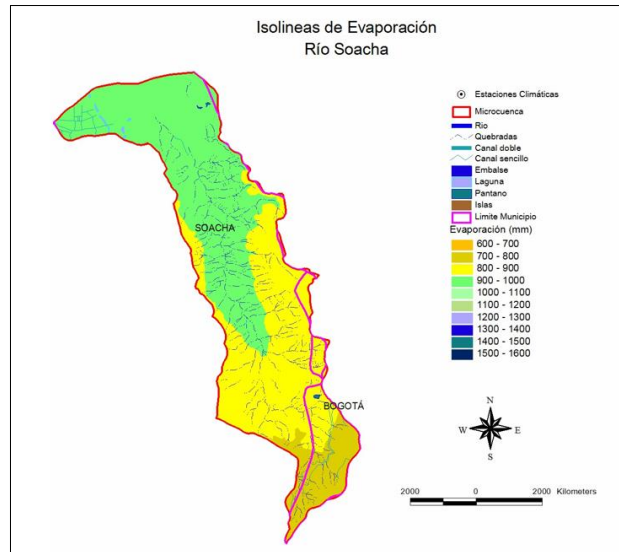 Isolineas de Evaporación
Río Soacha
Estaciones Climáticas
Microcuenca
Rio
Quebradas
Canal doble
Canal sencillo
Embalse
Laguna
Pantano
Islas
Limite Municipio
Evaporación (mm)
600 - 700
700 - 800
800 - 900
900 - 1000
1000 - 1100
1100 - 1200
1200 - 1300
1300 - 1400
1400 - 1500
1500 - 1600
SOACHA
BOGOTÁ
N
W E
S
2000 0 2000 Kilometers